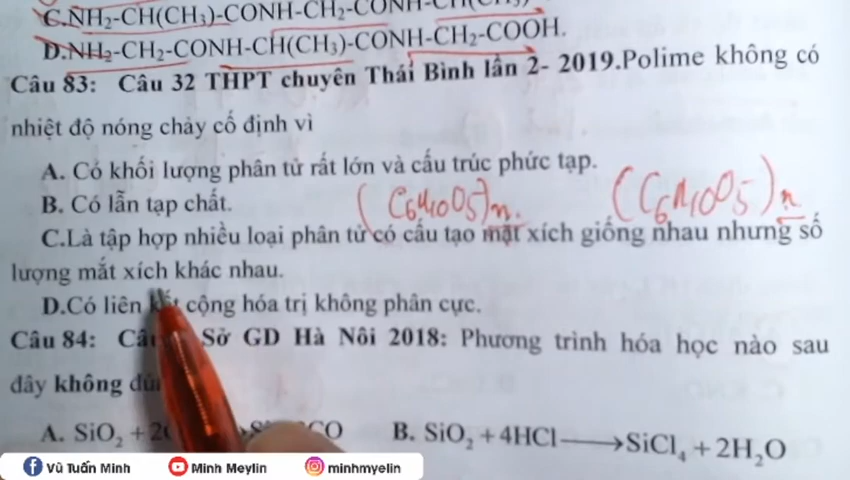 C.NH₂-CH(CH₃)-CONH-CH₂-CONH-CH(CH₃)
D.NH₂-CH₂-CONH-CH(CH₃)-CONH-CH₂-COOH.
Câu 83: Câu 32 THPT chuyên Thái Bình lần 2- 2019.Polime không có
nhiệt độ nóng chảy cố định vì
A. Có khối lượng phân tử rất lớn và cấu trúc phức tạp.
B. Có lẫn tạp chất.
(C₆H₁₀O₅)n. (C₆H₁₀O₅)n
C.Là tập hợp nhiều loại phân tử có cấu tạo mặt xích giống nhau nhưng số
lượng mắt xích khác nhau.
D.Có liên kết cộng hóa trị không phân cực.
Câu 84: Câ Sở GD Hà Nôi 2018: Phương trình hóa học nào sau
đây không đú
A. SiO₂ + 2 CO B. SiO₂ + 4HCl ⟶ SiCl₄ + 2H₂O
Vũ Tuấn Minh Minh Meylin minhmyelin